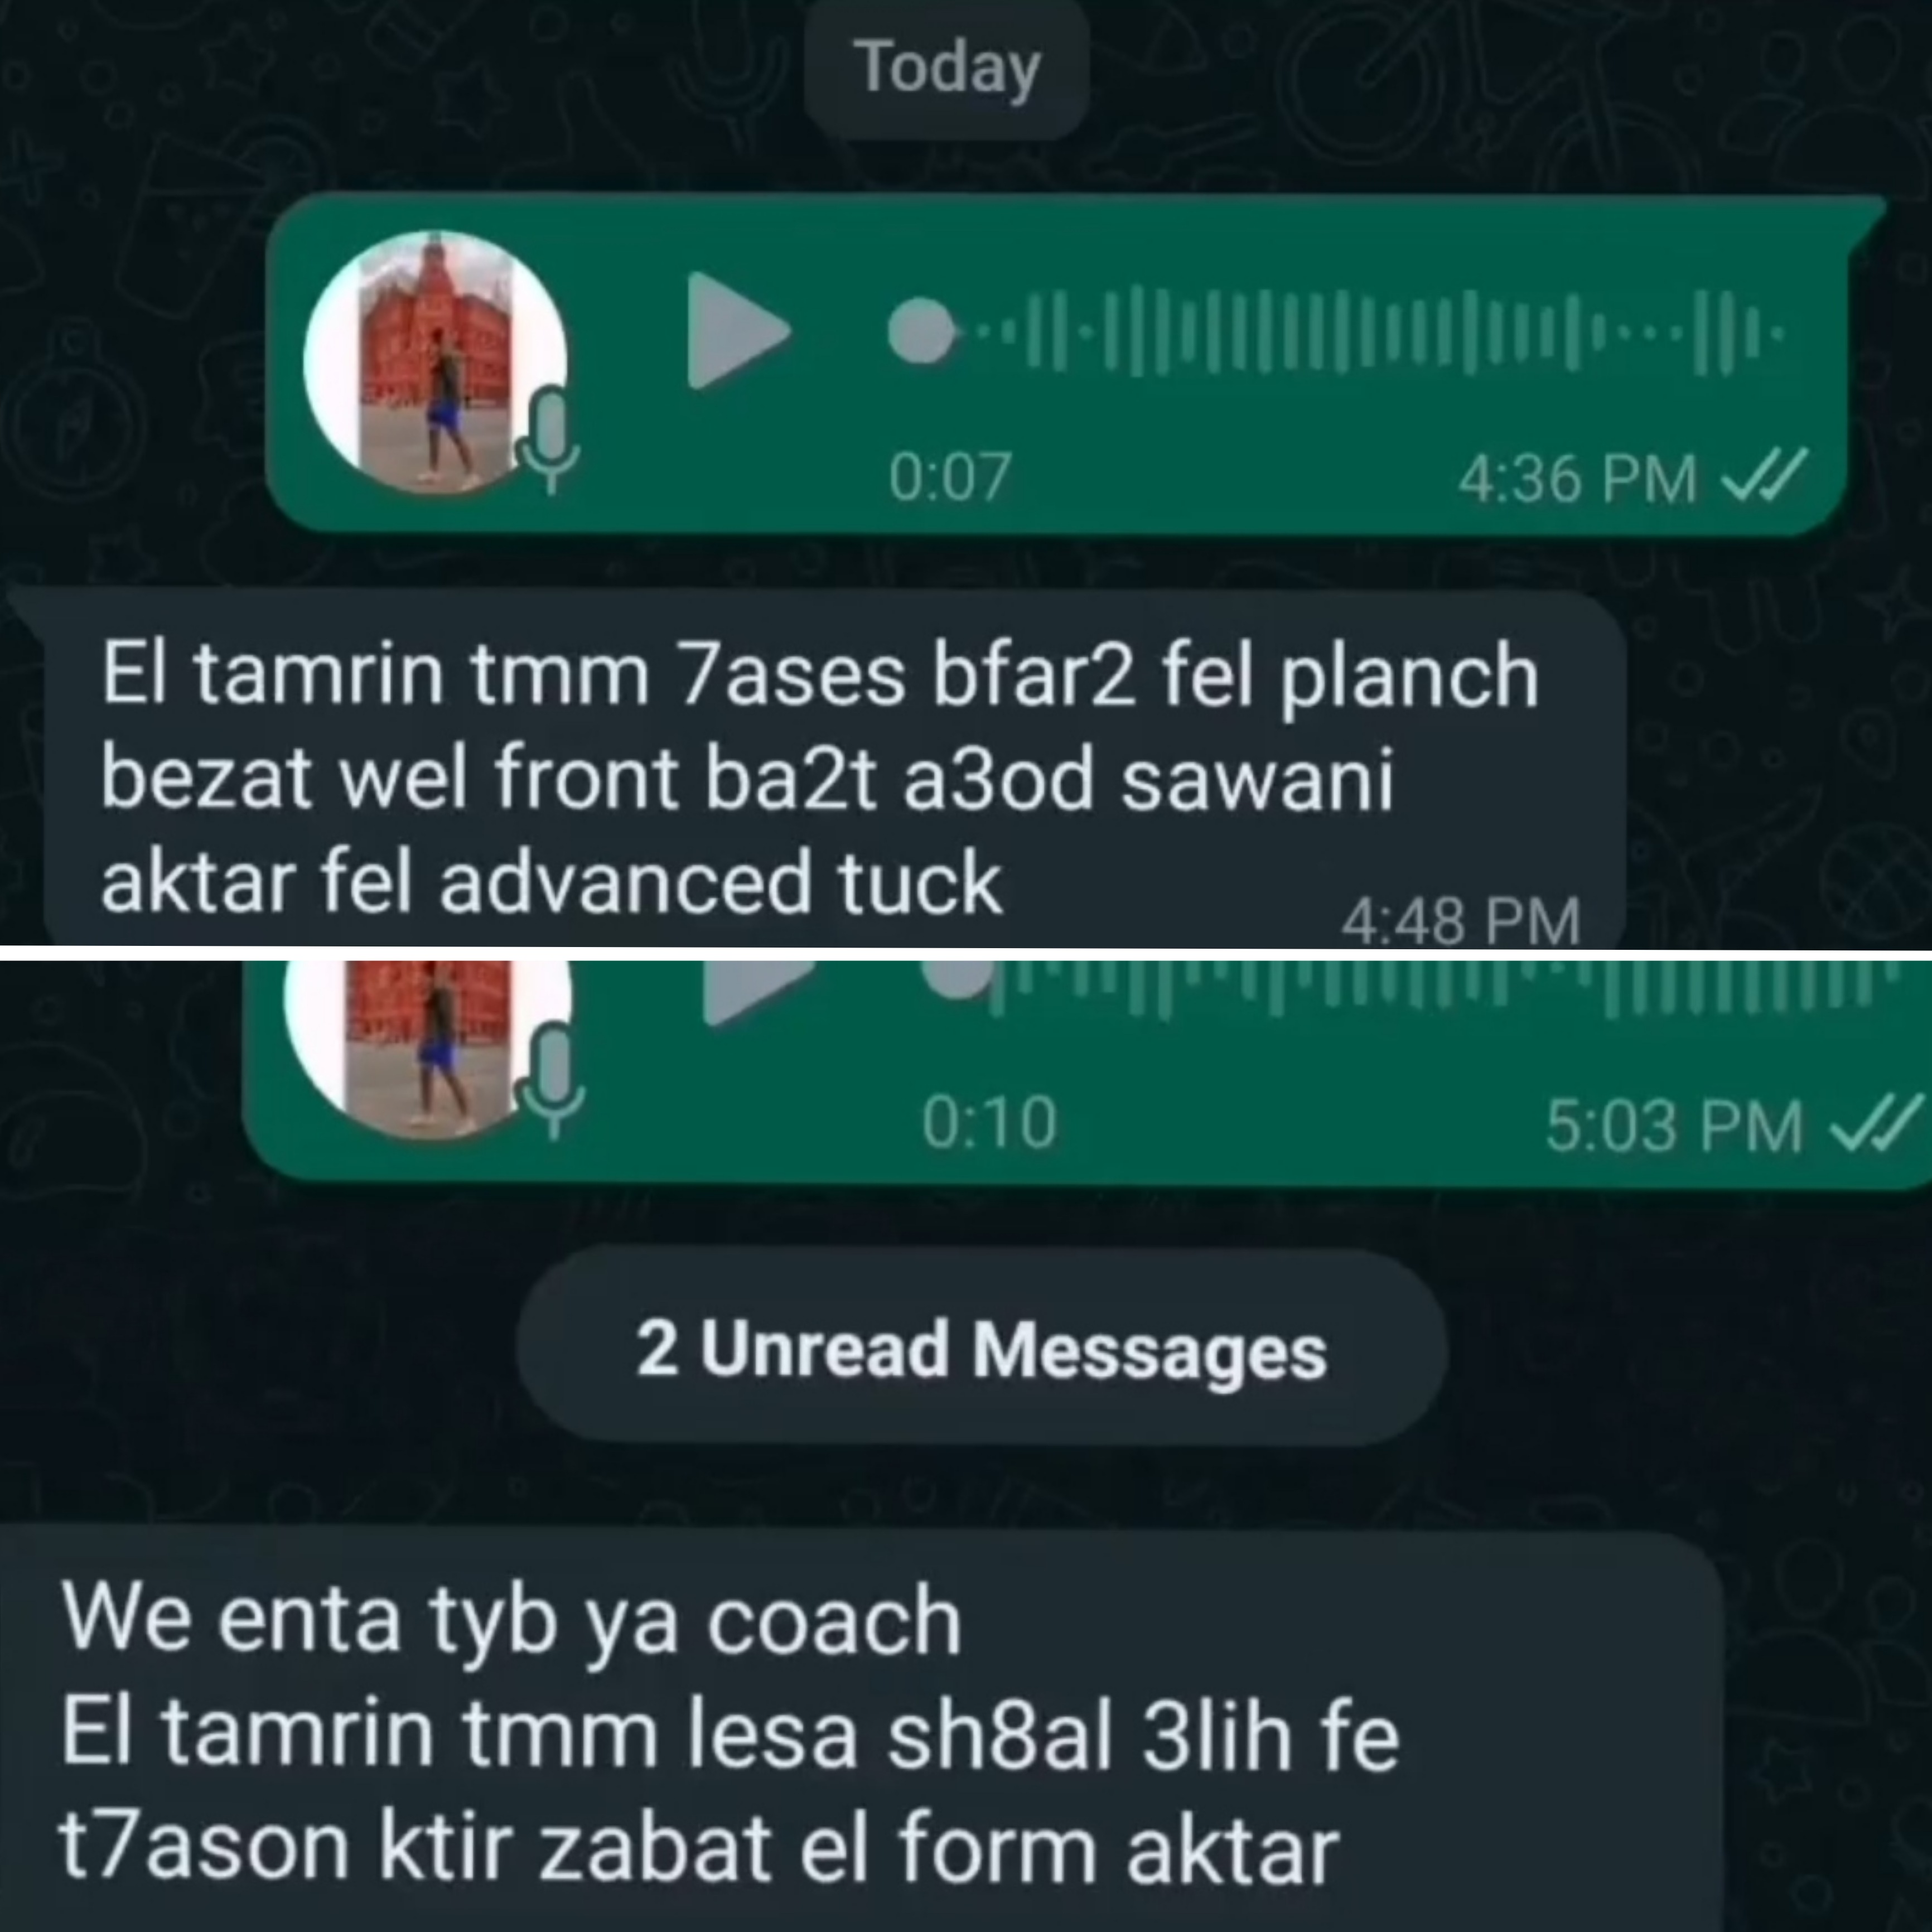 Today
0:07
4:36 PM
El tamrin tmm 7ases bfar2 fel planch
bezat wel front ba2t a3od sawani
aktar fel advanced tuck
4:48 PM
0:10
5:03 PM
2 Unread Messages
We enta tyb ya coach
El tamrin tmm lesa sh8al 3lih fe
t7ason ktir zabat el form aktar